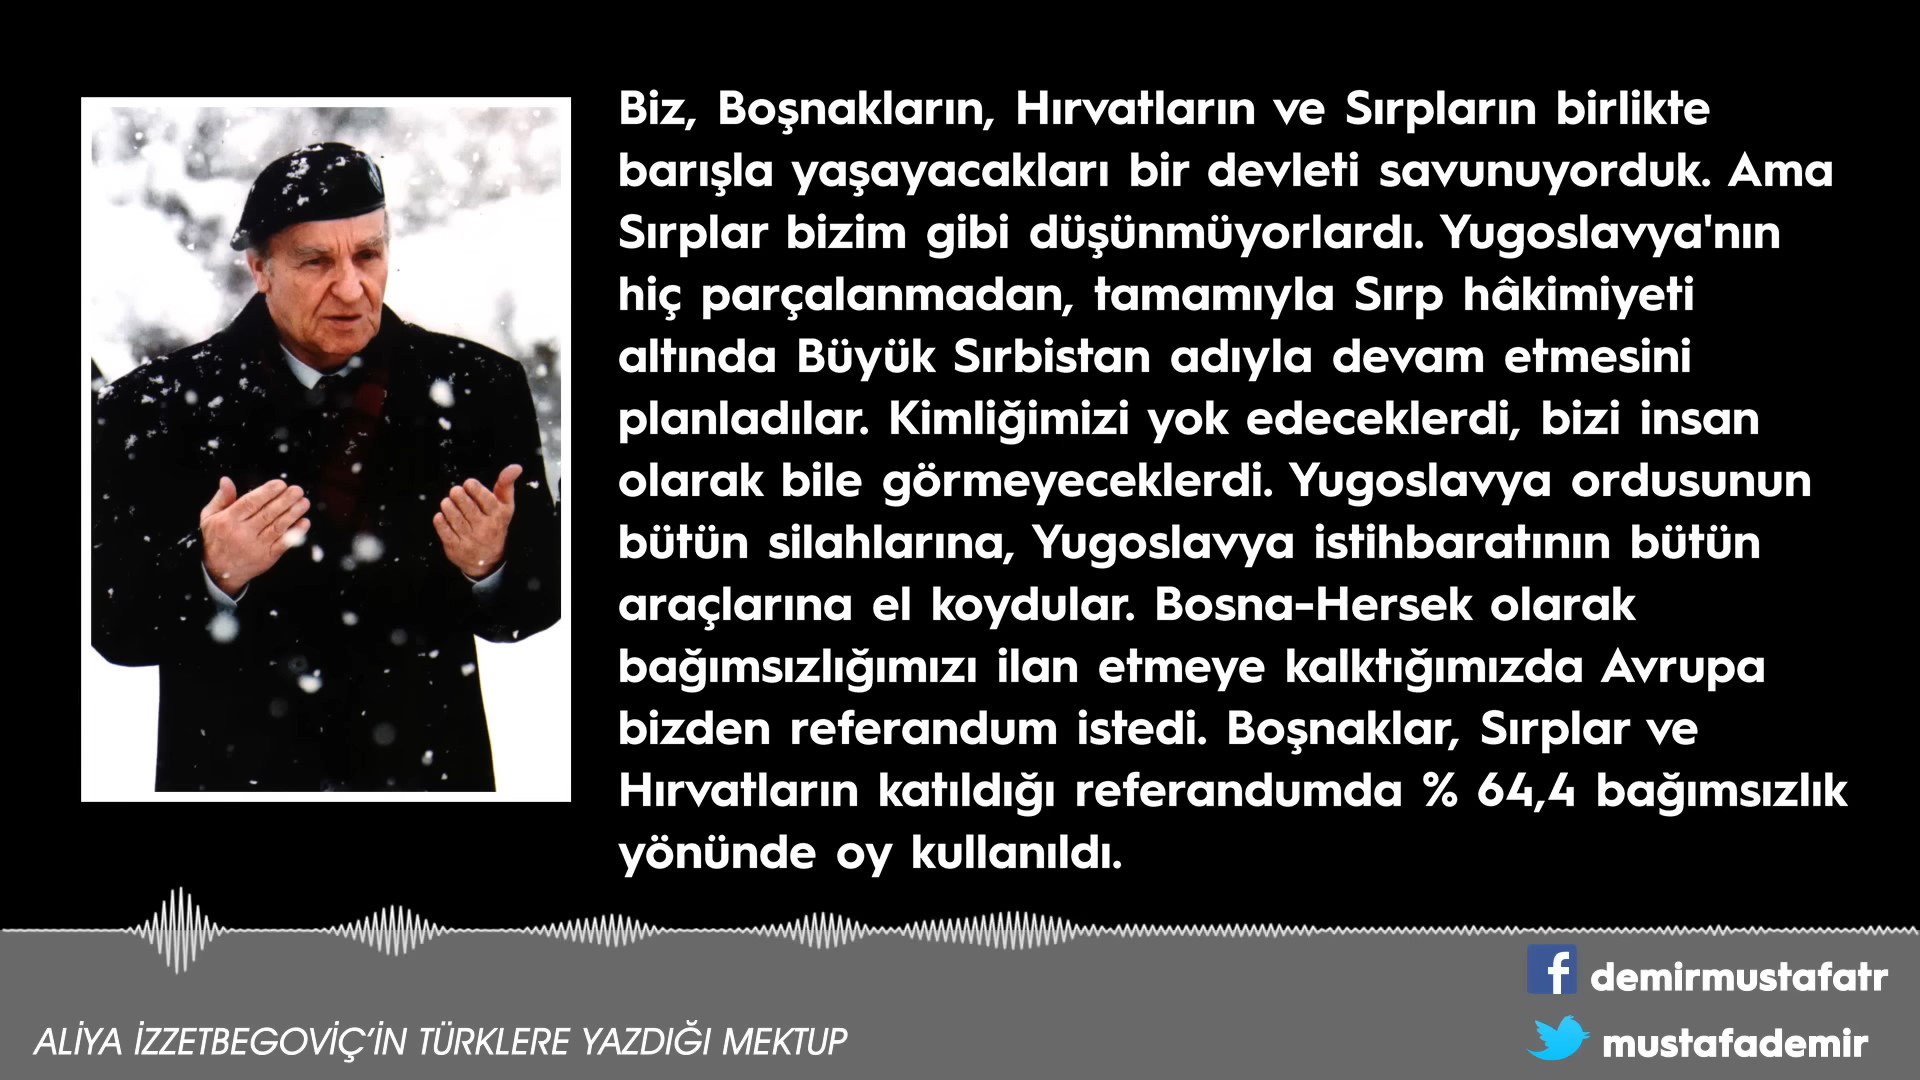 Biz, Boşnakların, Hırvatların ve Sırpların birlikte
barışla yaşayacakları bir devleti savunuyorduk. Ama
Sırplar bizim gibi düşünmüyorlardı. Yugoslavya'nın
hiç parçalanmadan, tamamıyla Sırp hâkimiyeti
altında Büyük Sırbistan adıyla devam etmesini
planladılar. Kimliğimizi yok edeceklerdi, bizi insan
olarak bile görmeyeceklerdi. Yugoslavya ordusunun
bütün silahlarına, Yugoslavya istihbaratının bütün
araçlarına el koydular. Bosna-Hersek olarak
bağımsızlığımızı ilan etmeye kalktığımızda Avrupa
bizden referandum istedi. Boşnaklar, Sırplar ve
Hırvatların katıldığı referandumda % 64,4 bağımsızlık
yönünde oy kullanıldı.
demirmustafatr
mustafademir
ALİYA İZZETBEGOVİÇ’İN TÜRKLERE YAZDIĞI MEKTUP